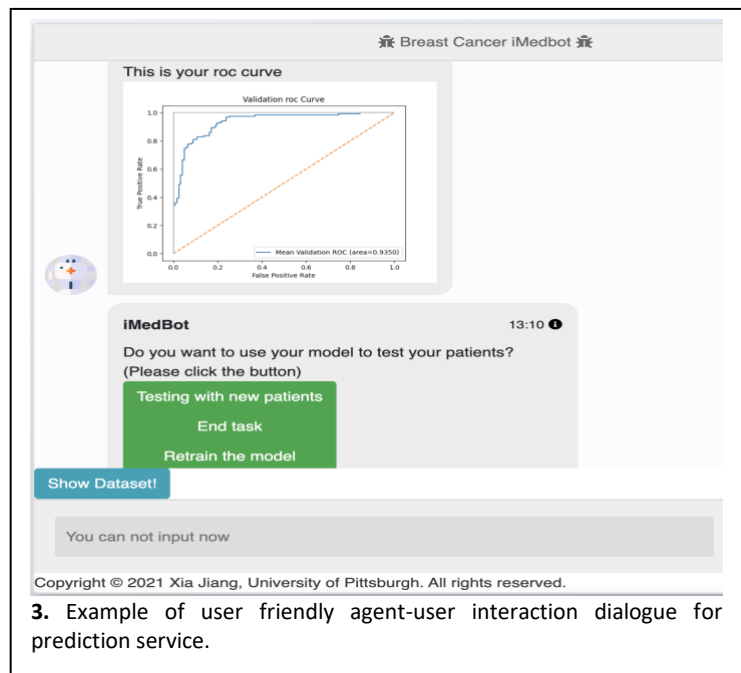 Breast Cancer iMedbot
This is your roc curve
Validation roc Curve
1.0
0.8
0.6
0.4
0.2
0.0
True Positive Rate
Mean Validation ROC (area=0.9350)
0.0 0.2 0.4 0.6 0.8 1.0
False Positive Rate
iMedBot 13:10
Do you want to use your model to test your patients?
(Please click the button)
Testing with new patients
End task
Retrain the model
Show Dataset!
You can not input now
Copyright © 2021 Xia Jiang, University of Pittsburgh. All rights reserved.
3. Example of user friendly agent-user interaction dialogue for
prediction service.